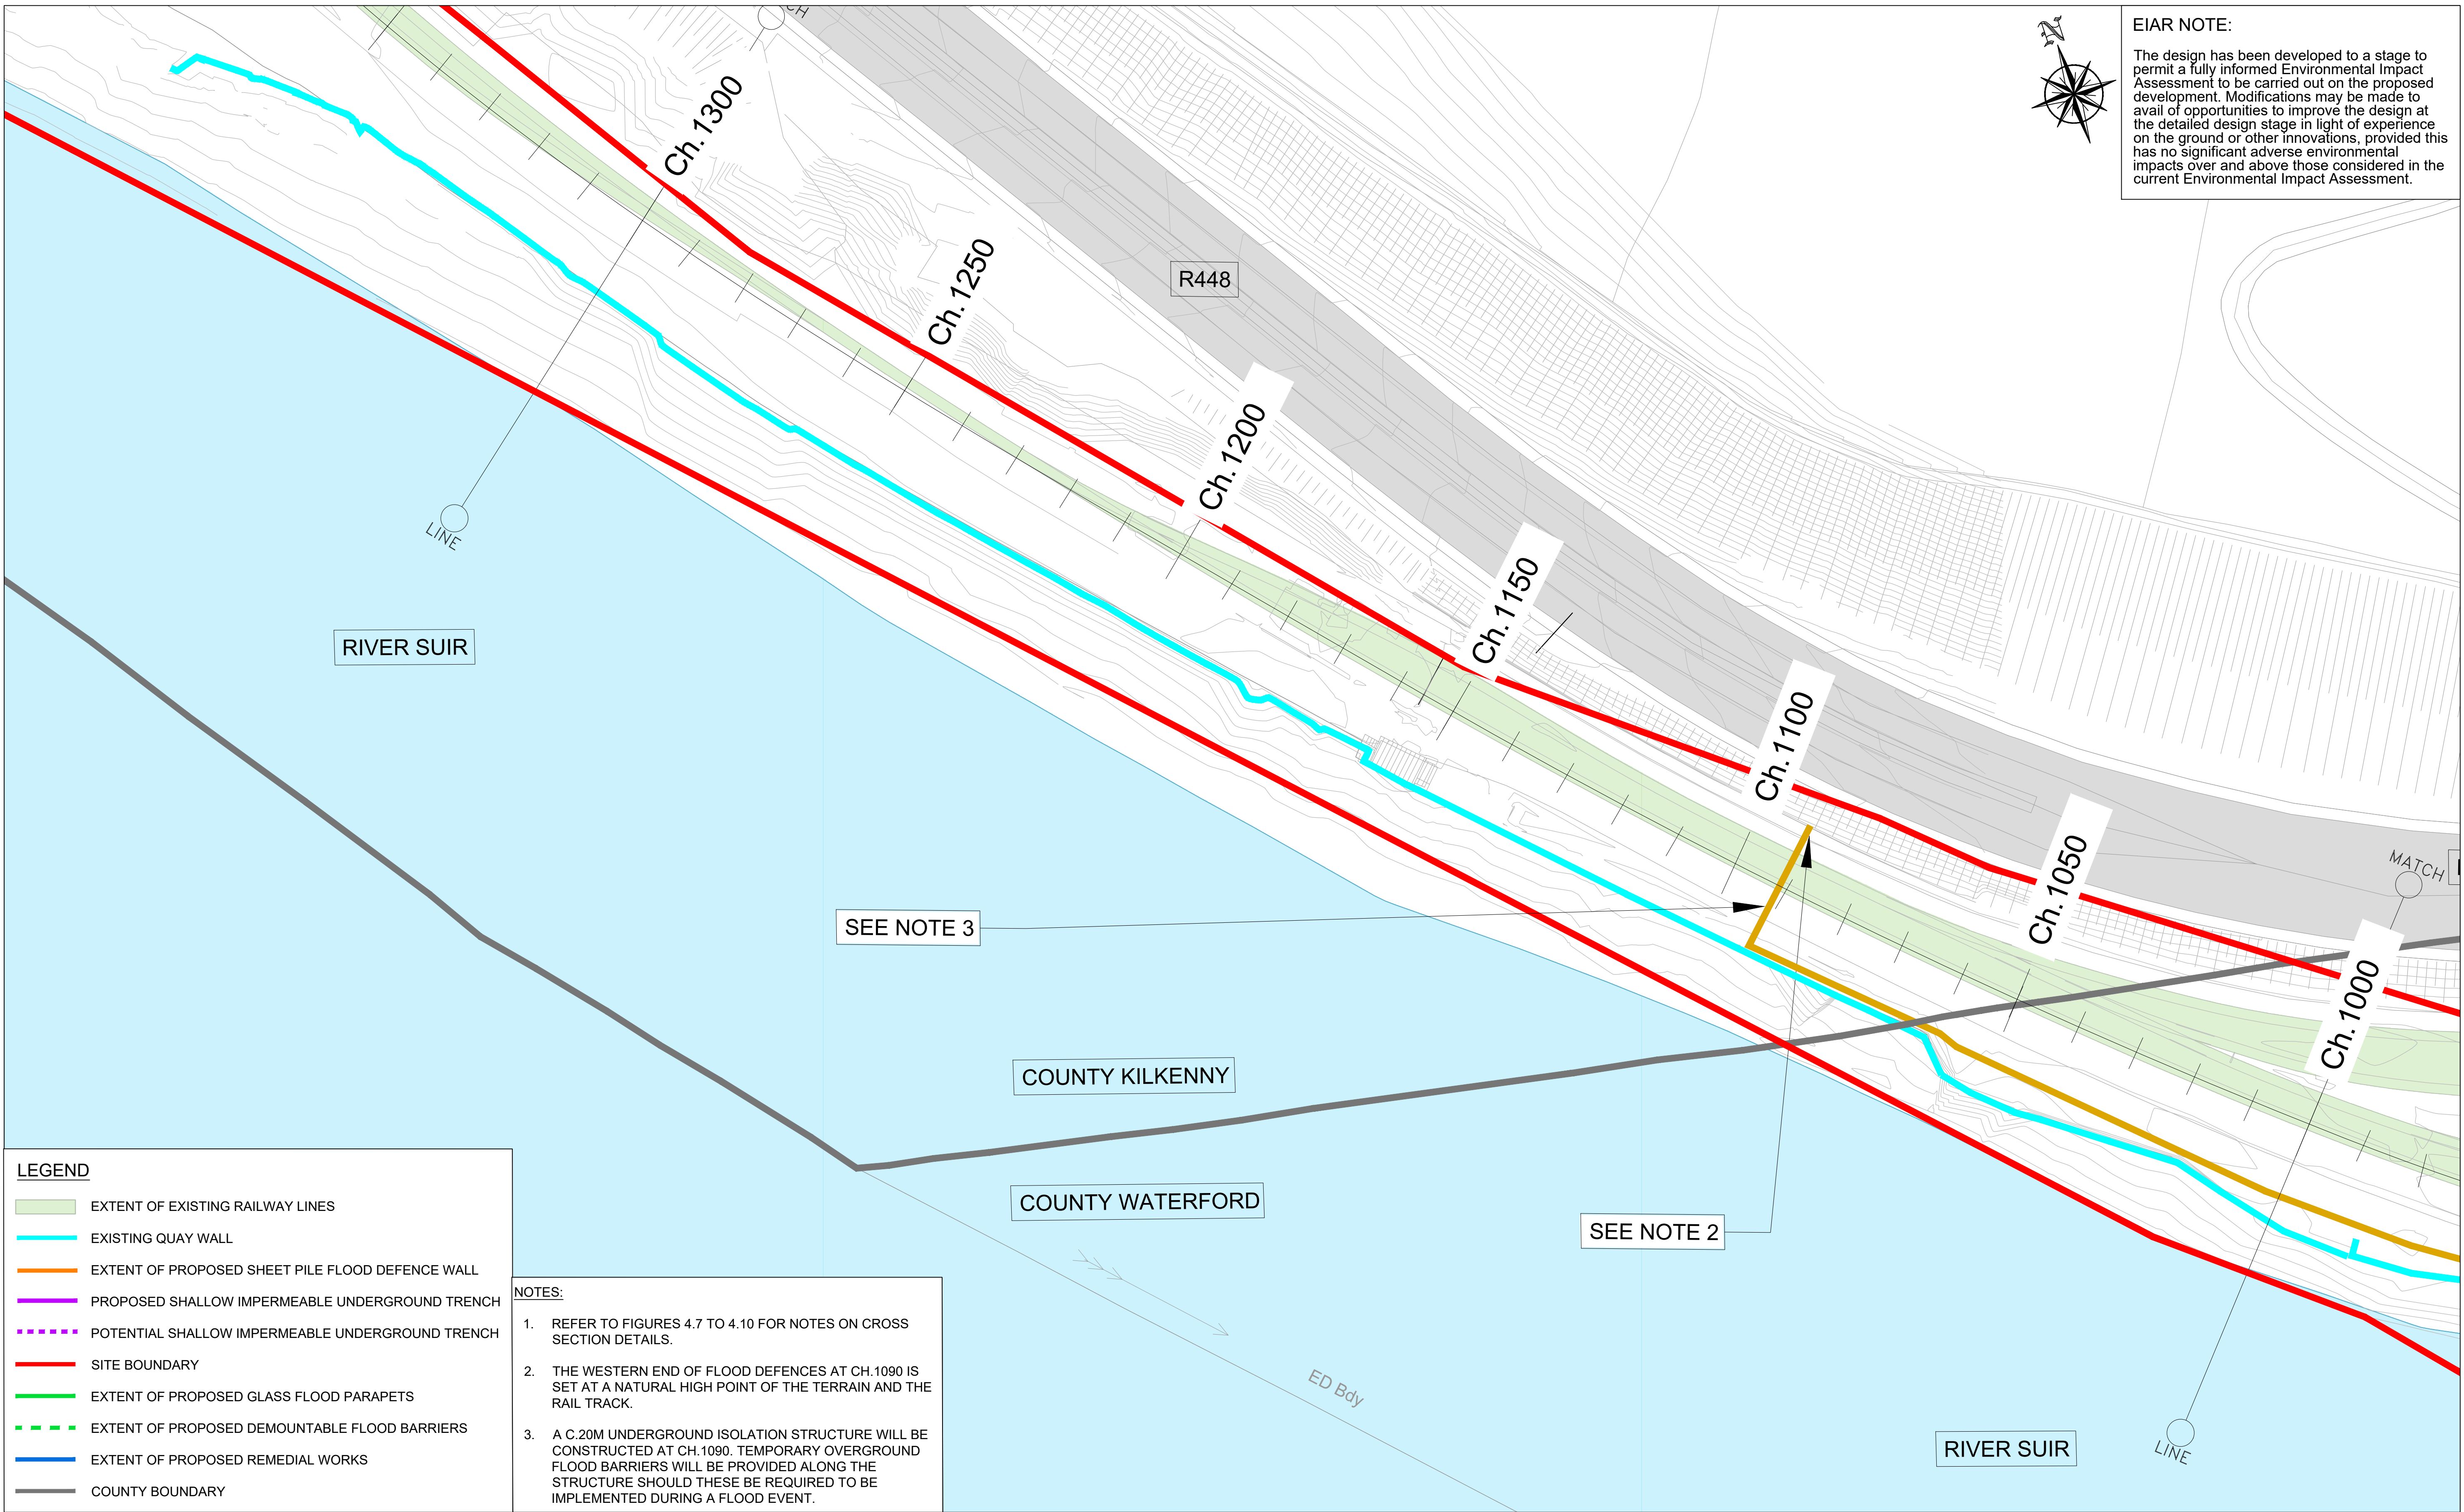 CH
N
EIAR NOTE:
The design has been developed to a stage to
permit a fully informed Environmental Impact
Assessment to be carried out on the proposed
development. Modifications may be made to
avail of opportunities to improve the design at
the detailed design stage in light of experience
on the ground or other innovations, provided this
has no significant adverse environmental
impacts over and above those considered in the
current Environmental Impact Assessment.
Ch. 1300
Ch. 1250
R448
Ch. 1200
LINE
Ch. 1150
RIVER SUIR
Ch. 1100
Ch. 1050
MATCH
SEE NOTE 3
Ch. 1000
COUNTY KILKENNY
COUNTY WATERFORD
SEE NOTE 2
ED Bdy
RIVER SUIR
LINE
LEGEND
EXTENT OF EXISTING RAILWAY LINES
EXISTING QUAY WALL
EXTENT OF PROPOSED SHEET PILE FLOOD DEFENCE WALL
PROPOSED SHALLOW IMPERMEABLE UNDERGROUND TRENCH
POTENTIAL SHALLOW IMPERMEABLE UNDERGROUND TRENCH
SITE BOUNDARY
EXTENT OF PROPOSED GLASS FLOOD PARAPETS
EXTENT OF PROPOSED DEMOUNTABLE FLOOD BARRIERS
EXTENT OF PROPOSED REMEDIAL WORKS
COUNTY BOUNDARY
NOTES:
1. REFER TO FIGURES 4.7 TO 4.10 FOR NOTES ON CROSS
SECTION DETAILS.
2. THE WESTERN END OF FLOOD DEFENCES AT CH.1090 IS
SET AT A NATURAL HIGH POINT OF THE TERRAIN AND THE
RAIL TRACK.
3. A C.20M UNDERGROUND ISOLATION STRUCTURE WILL BE
CONSTRUCTED AT CH.1090. TEMPORARY OVERGROUND
FLOOD BARRIERS WILL BE PROVIDED ALONG THE
STRUCTURE SHOULD THESE BE REQUIRED TO BE
IMPLEMENTED DURING A FLOOD EVENT.